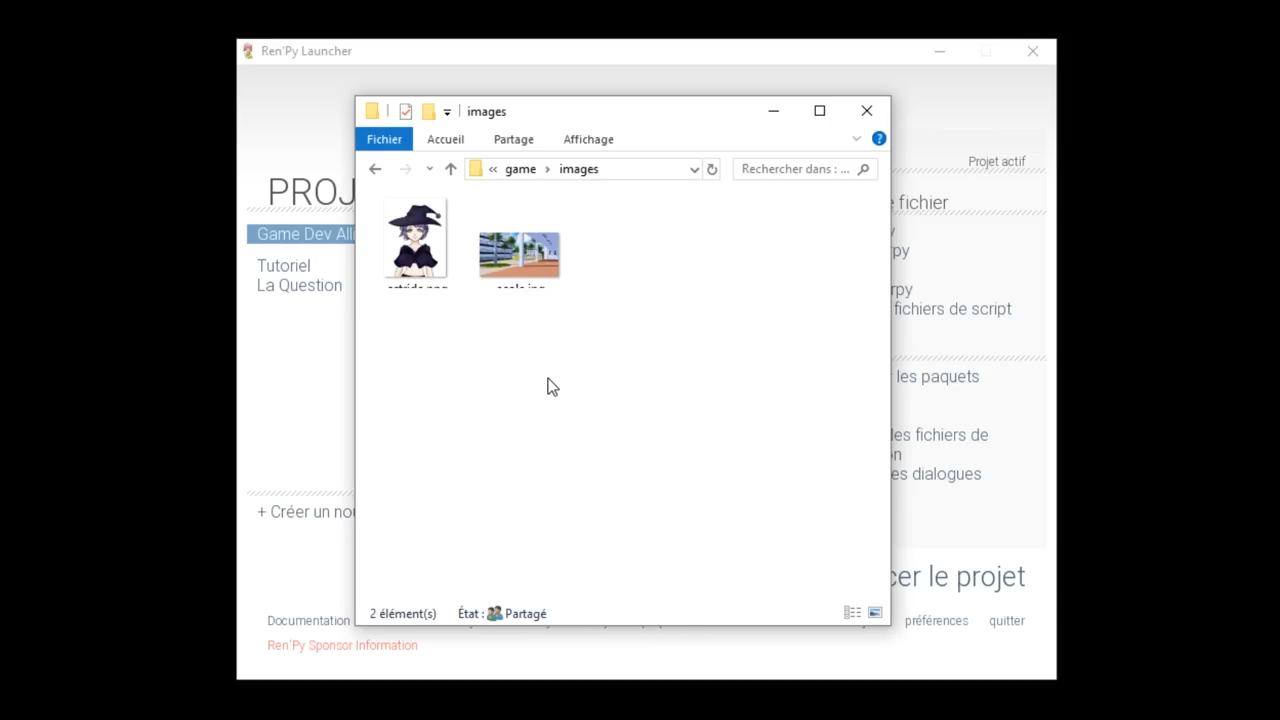 Ren'Py Launcher
images
Fichier
Accueil
Partage
Affichage
game
images
Rechercher dans : ...
Projet actif
PROJ
fichier
Game Dev All
rpy
Tutoriel
La Question
rpy
fichiers de script
les paquets
les fichiers de
on
es dialogues
+ Créer un nou
cer le projet
2 élément(s)
État :
Partagé
Documentation
préférences
quitter
Ren'Py Sponsor Information